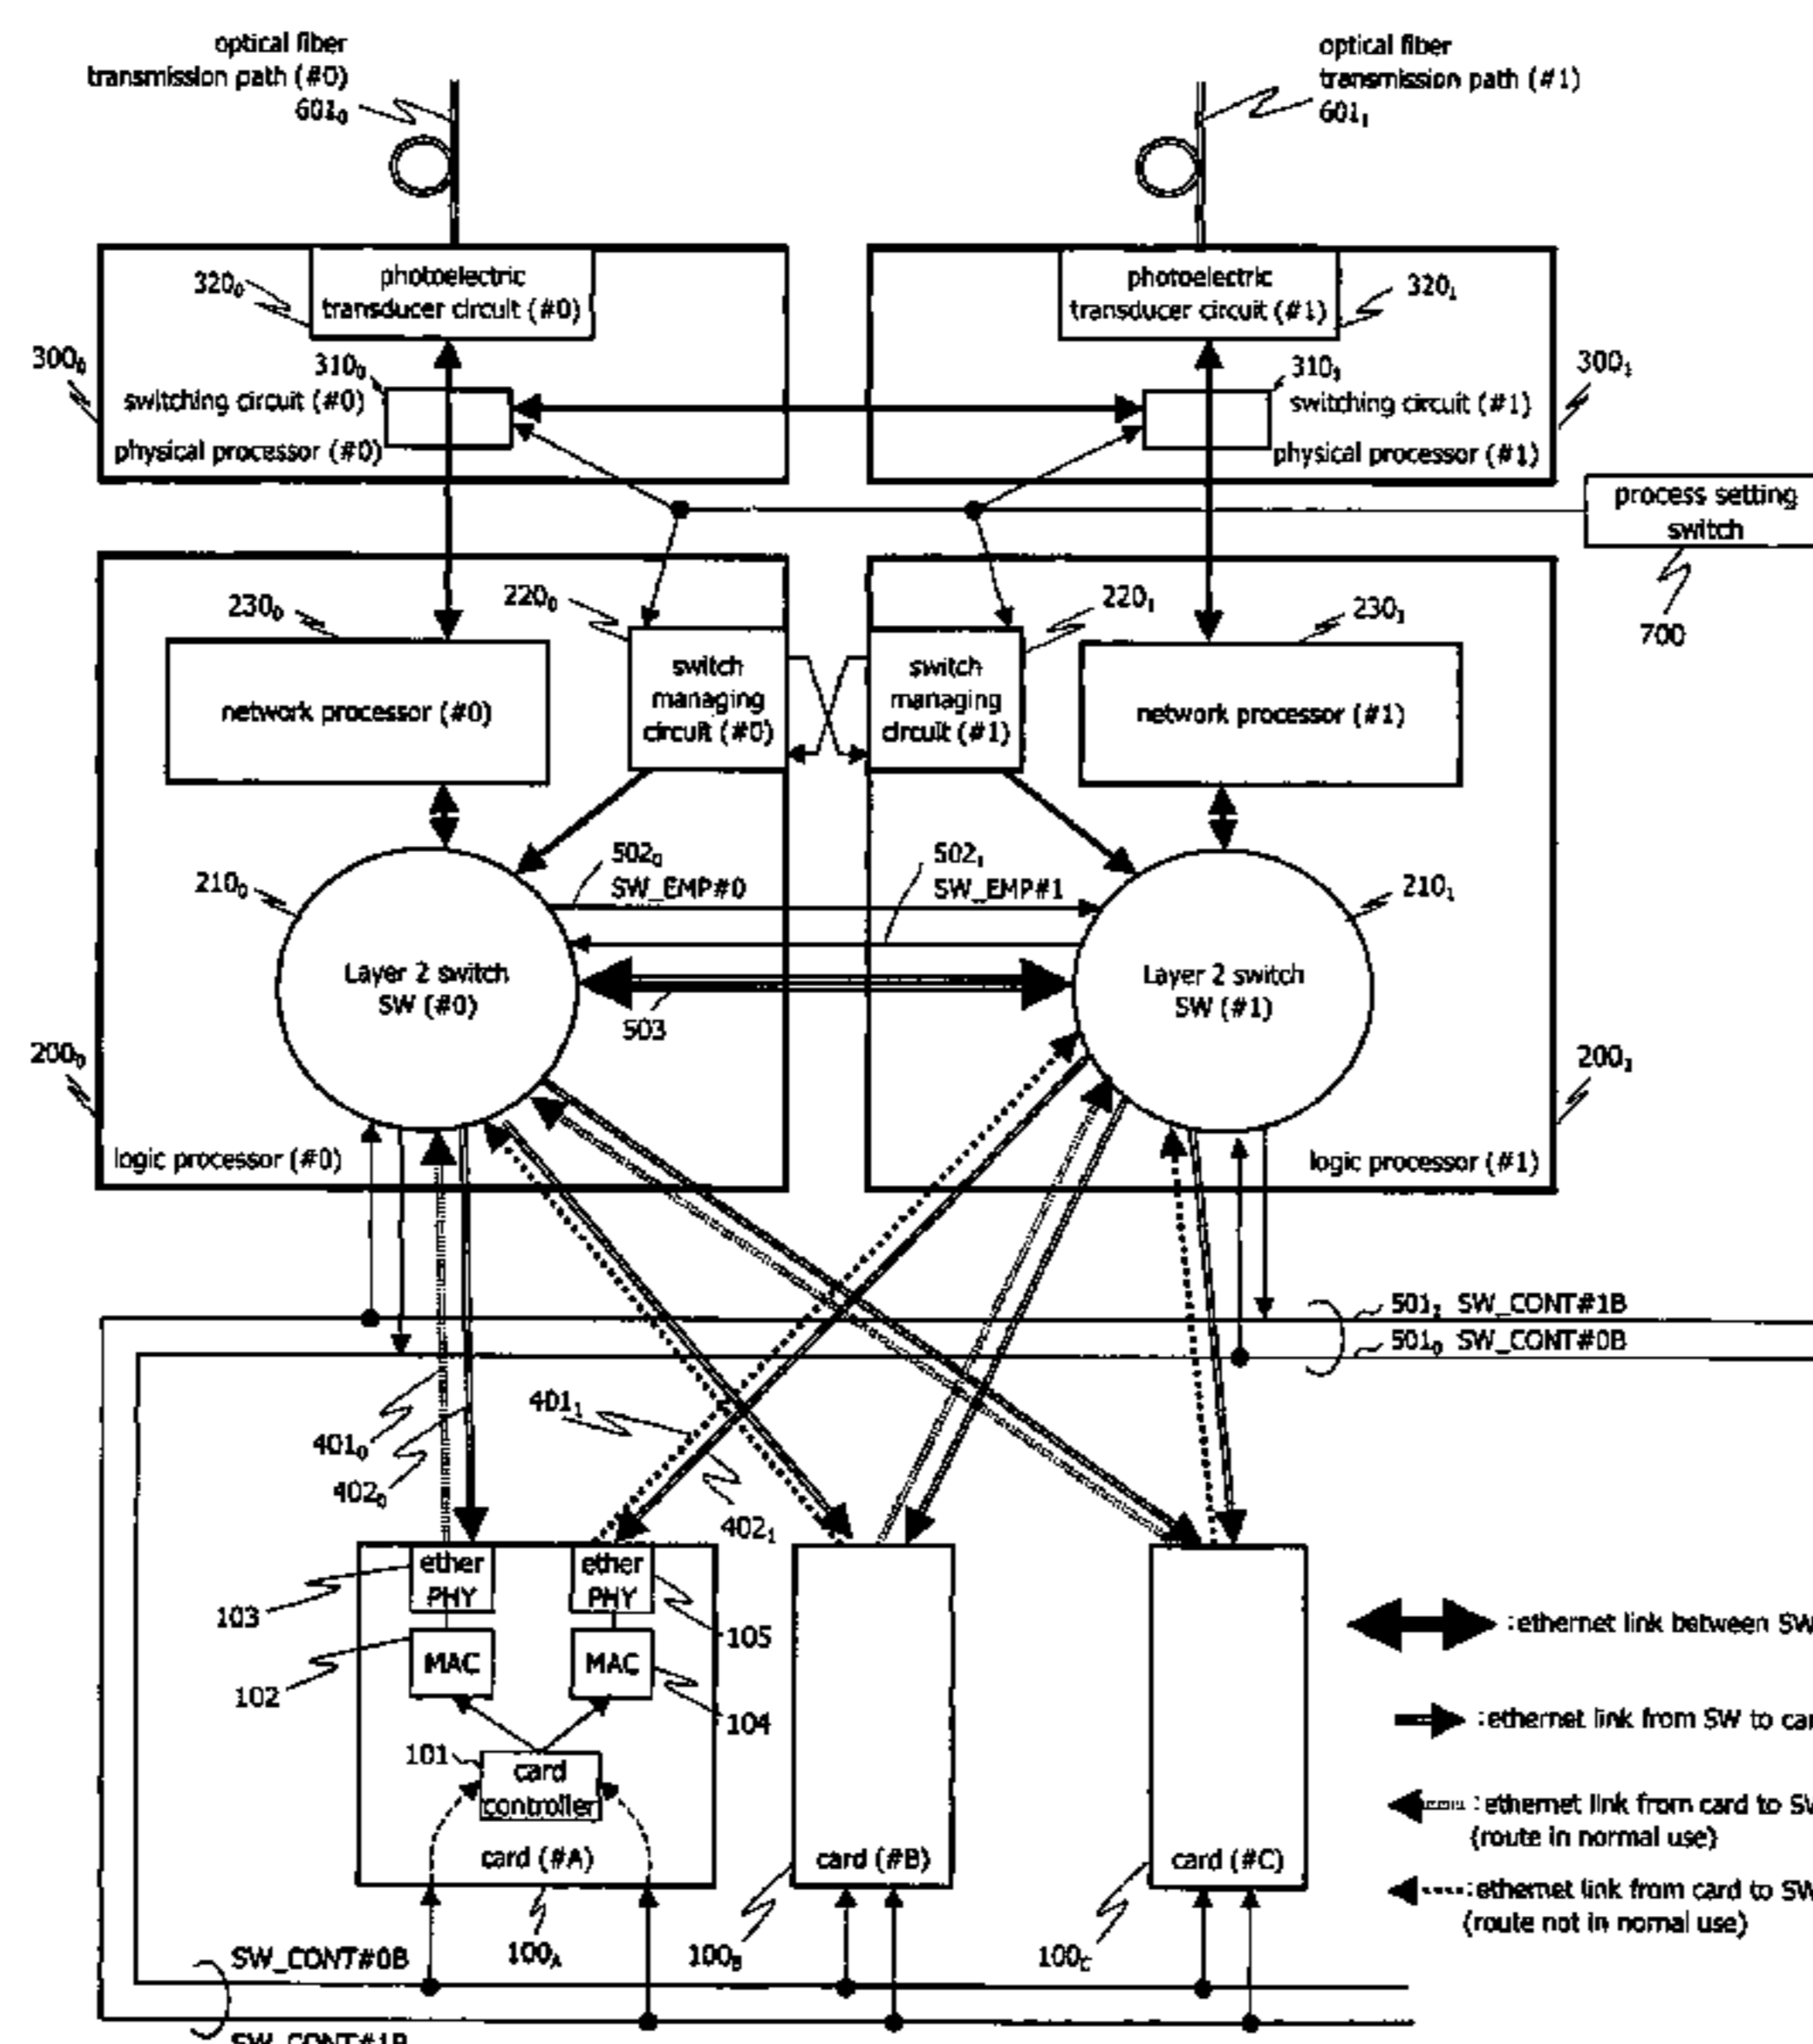 optical fiber
transmission path (#0)
601₀
optical fiber
transmission path (#1)
601₁
photoelectric
transducer circuit (#0)
320₀
photoelectric
transducer circuit (#1)
320₁
300₀
310₀
switching circuit (#0)
physical processor (#0)
310₁
switching circuit (#1)
physical processor (#1)
300₁
process setting
switch
700
230₀
220₀
220₁
230₁
network processor (#0)
switch
managing
circuit (#0)
switch
managing
circuit (#1)
network processor (#1)
502₀
SW_EMP#0
502₁
SW_EMP#1
210₀
210₁
Layer 2 switch
SW (#0)
Layer 2 switch
SW (#1)
503
200₀
200₁
logic processor (#0)
logic processor (#1)
501₁ SW_CONT#1B
501₀ SW_CONT#0B
401₀
402₀
401₁
402₁
ether
PHY
ether
PHY
103
105
MAC
MAC
102
104
101
card
controller
card (#A)
card (#B)
card (#C)
100A
100B
100C
:ethernet link between SW
:ethernet link from SW to car
:ethernet link from card to SW
(route in normal use)
:ethernet link from card to SW
(route not in normal use)
SW_CONT#0B
SW_CONT#1B